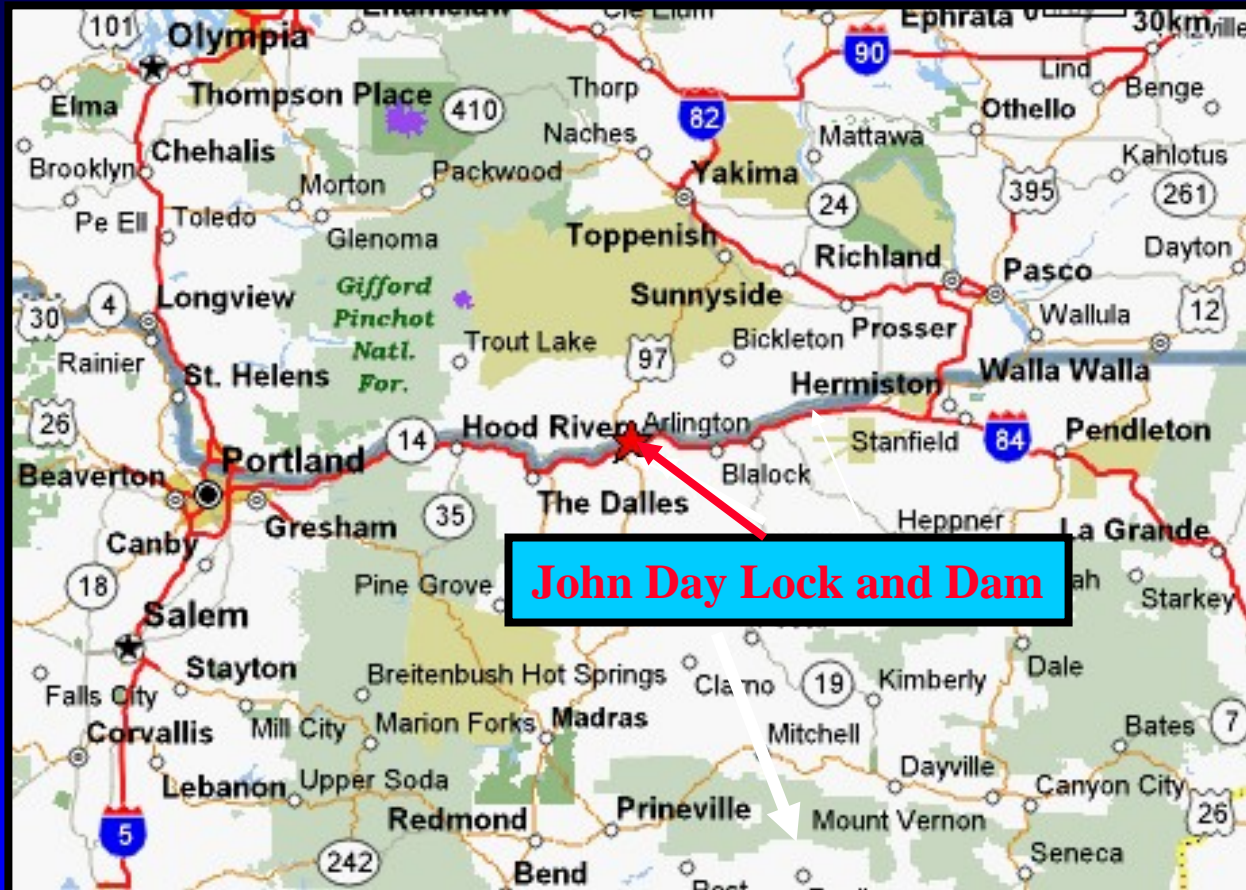 101
Olympia
Cle Elum
Ephrata
30km
90
Lind
Benge
Elma
Thompson Place
410
Thorp
82
Othello
Naches
Mattawa
Brooklyn
Chehalis
Morton
Packwood
Yakima
Kahlotus
395
261
Pe Ell
Toledo
Glenoma
24
Toppenish
Richland
Dayton
Pasco
30
4
Longview
Gifford
Pinchot
Natl.
For.
Sunnyside
Prosser
Wallula
12
Rainier
Trout Lake
97
Bickleton
St. Helens
Hermiston
Walla Walla
26
14
Hood River
Arlington
Stanfield
84
Pendleton
Beaverton
Portland
Blalock
The Dalles
35
Gresham
Heppner
La Grande
Canby
18
Pine Grove
John Day Lock and Dam
Starkey
Salem
Stayton
Breitenbush Hot Springs
Clarno
19
Kimberly
Dale
Falls City
Mill City
Marion Forks
Madras
Mitchell
Bates
7
Corvallis
Lebanon
Upper Soda
Dayville
Canyon City
5
Redmond
Prineville
Mount Vernon
26
242
Bend
Seneca